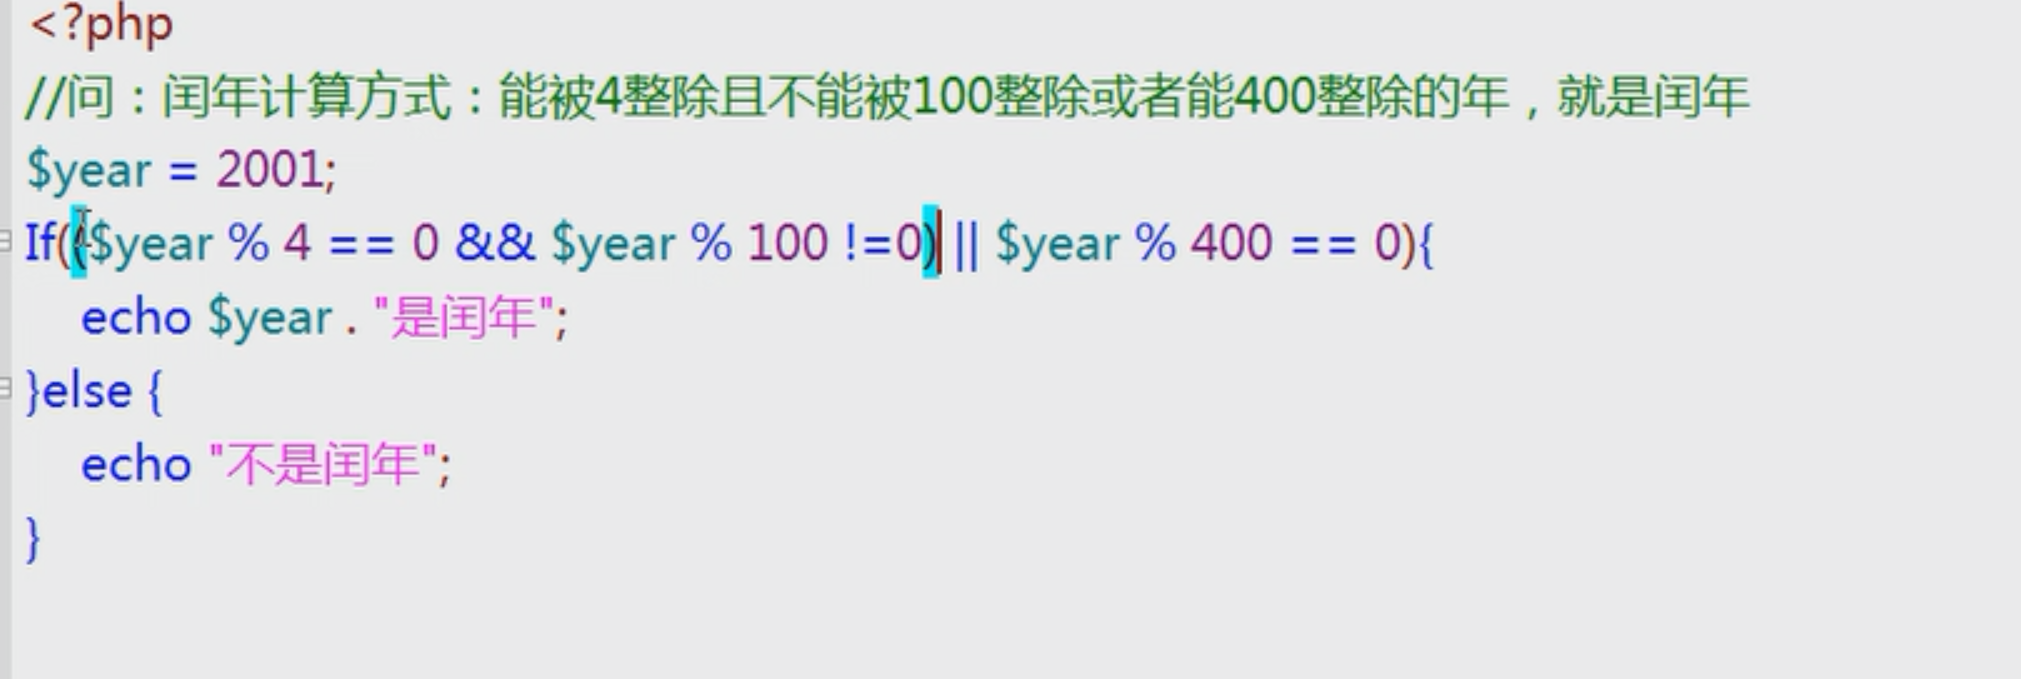 <?php
//问：闰年计算方式：能被4整除且不能被100整除或者能400整除的年，就是闰年
$year = 2001;
If(($year % 4 == 0 && $year % 100 !=0) || $year % 400 == 0){
echo $year . "是闰年";
}else {
echo "不是闰年";
}